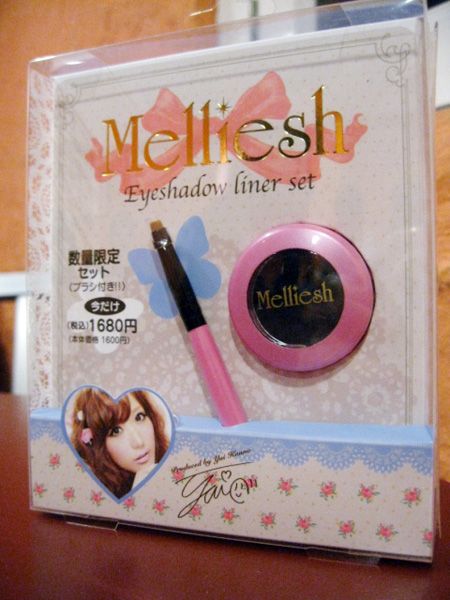 Melliesh
Eyeshadow liner set
数量限定
セット
(ブラシ付き!!)
今だけ
(税込)1680円
(本体価格 1600円)
Melliesh
Produced by Yui Kanno
Yui